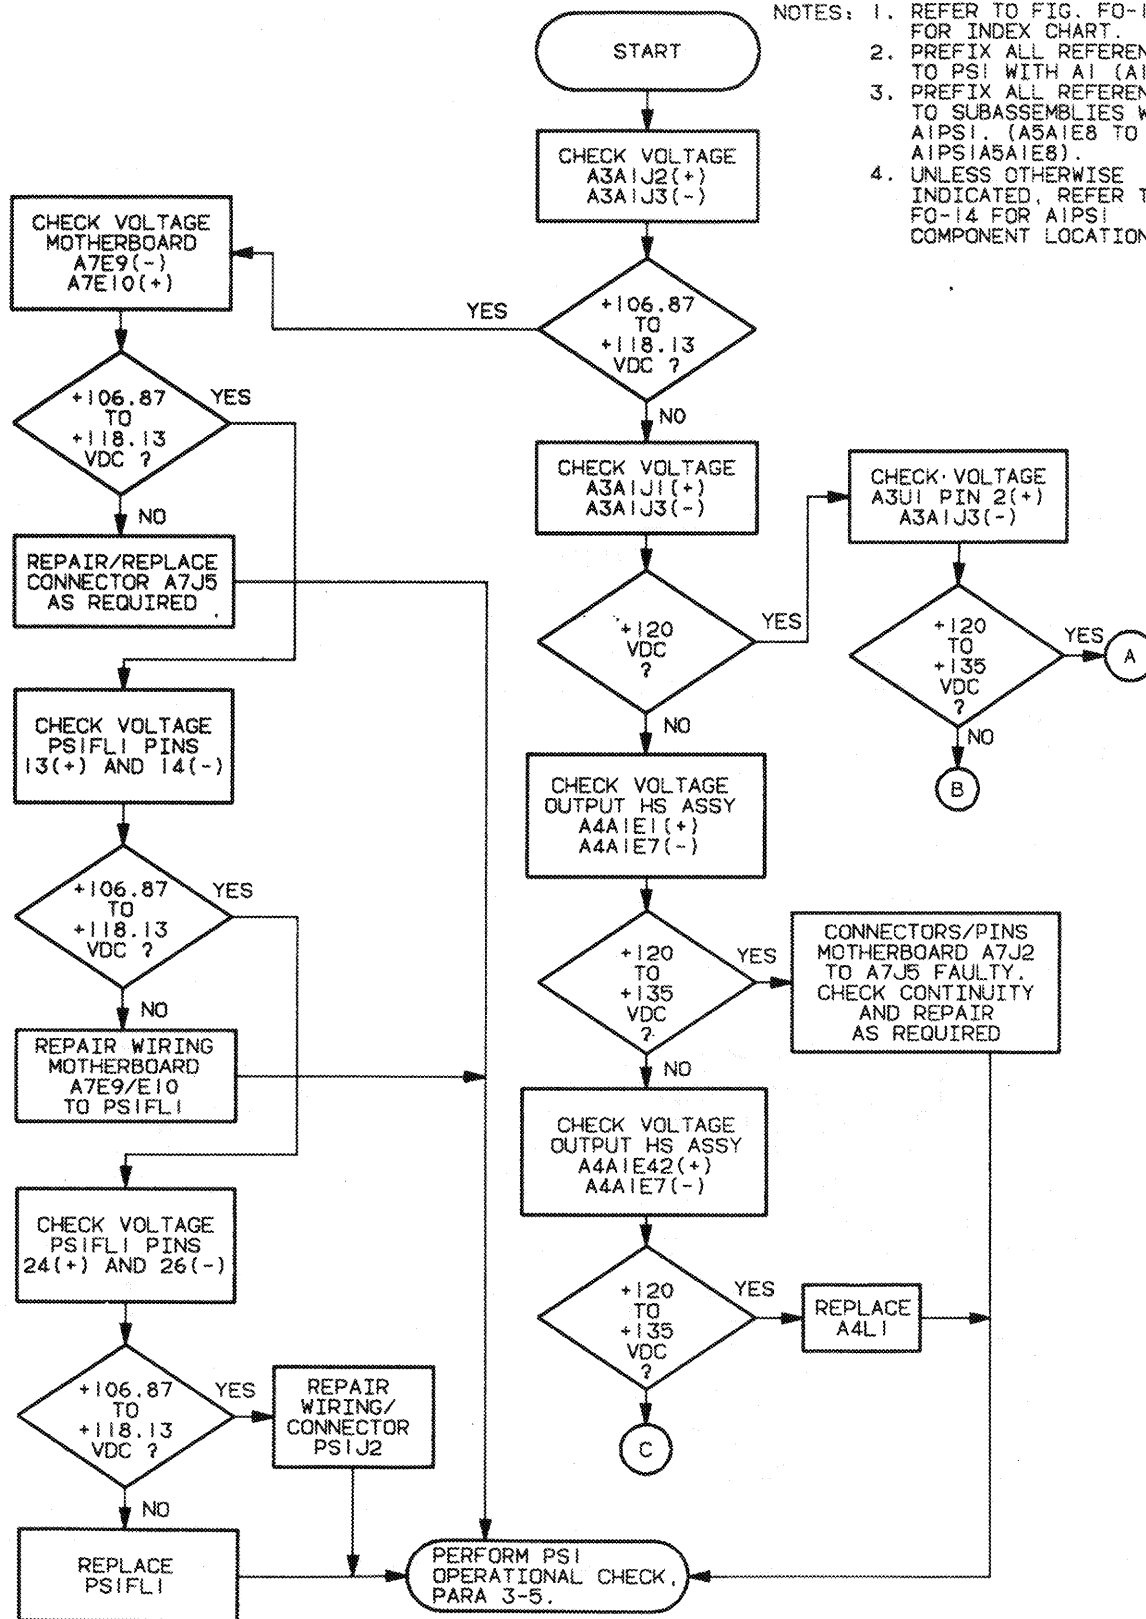 NOTES: 1. REFER TO FIG. FO-1
FOR INDEX CHART.
2. PREFIX ALL REFEREN
TO PS1 WITH A1 (A1
3. PREFIX ALL REFEREN
TO SUBASSEMBLIES W
A1PS1. (A5A1E8 TO
A1PS1A5A1E8).
4. UNLESS OTHERWISE
INDICATED, REFER T
FO-14 FOR A1PS1
COMPONENT LOCATION
START
CHECK VOLTAGE
A3A1J2(+)
A3A1J3(-)
+106.87
TO
+118.13
VDC ?
YES
NO
CHECK VOLTAGE
MOTHERBOARD
A7E9(-)
A7E10(+)
+106.87
TO
+118.13
VDC ?
YES
NO
REPAIR/REPLACE
CONNECTOR A7J5
AS REQUIRED
CHECK VOLTAGE
PS1FL1 PINS
13(+) AND 14(-)
+106.87
TO
+118.13
VDC ?
YES
NO
REPAIR WIRING
MOTHERBOARD
A7E9/E10
TO PS1FL1
CHECK VOLTAGE
PS1FL1 PINS
24(+) AND 26(-)
+106.87
TO
+118.13
VDC ?
YES
NO
REPAIR
WIRING/
CONNECTOR
PS1J2
REPLACE
PS1FL1
CHECK VOLTAGE
A3A1J1(+)
A3A1J3(-)
+120
VDC
?
YES
NO
CHECK VOLTAGE
A3U1 PIN 2(+)
A3A1J3(-)
+120
TO
+135
VDC
?
YES
A
NO
B
CHECK VOLTAGE
OUTPUT HS ASSY
A4A1E1(+)
A4A1E7(-)
+120
TO
+135
VDC
?
YES
NO
CONNECTORS/PINS
MOTHERBOARD A7J2
TO A7J5 FAULTY.
CHECK CONTINUITY
AND REPAIR
AS REQUIRED
CHECK VOLTAGE
OUTPUT HS ASSY
A4A1E42(+)
A4A1E7(-)
+120
TO
+135
VDC
?
YES
REPLACE
A4L1
C
PERFORM PS1
OPERATIONAL CHECK,
PARA 3-5.